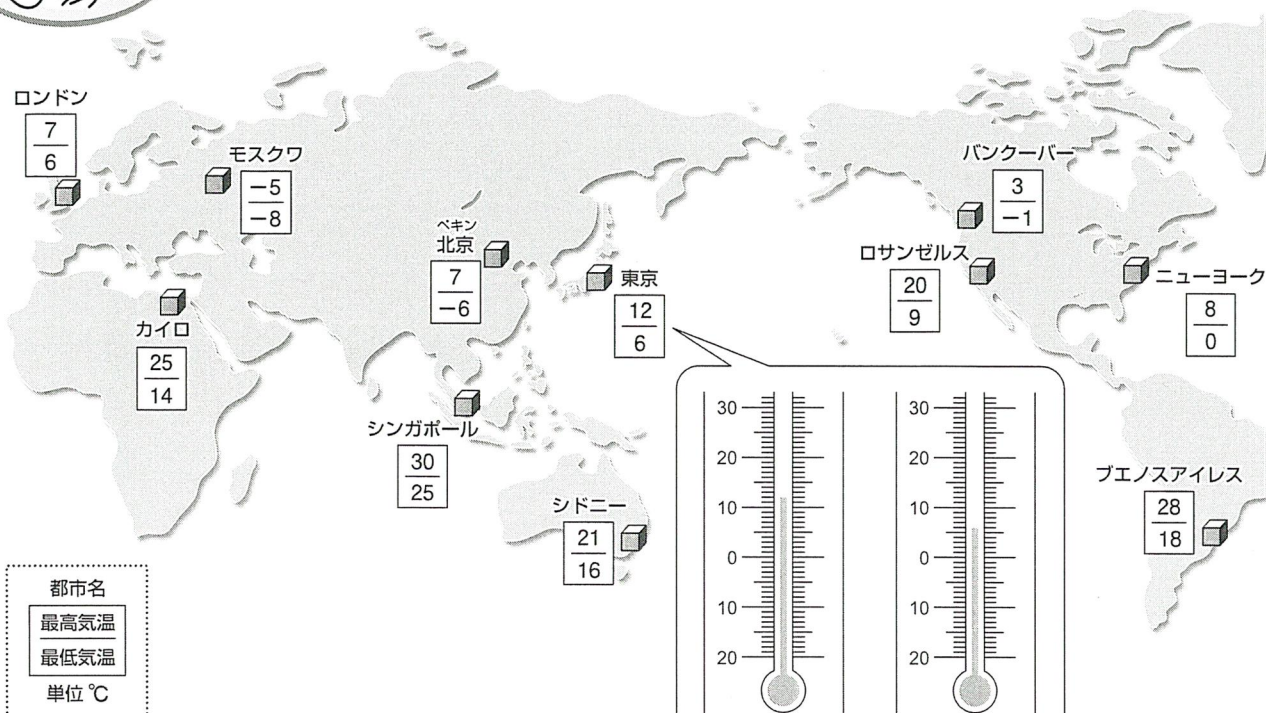 ロンドン
7
6
モスクワ
−5
−8
ペキン
北京
7
−6
東京
12
6
カイロ
25
14
シンガポール
30
25
シドニー
21
16
バンクーバー
3
−1
ロサンゼルス
20
9
ニューヨーク
8
0
ブエノスアイレス
28
18
30
20
10
0
10
20
30
20
10
0
10
20
都市名
最高気温
最低気温
単位 ℃